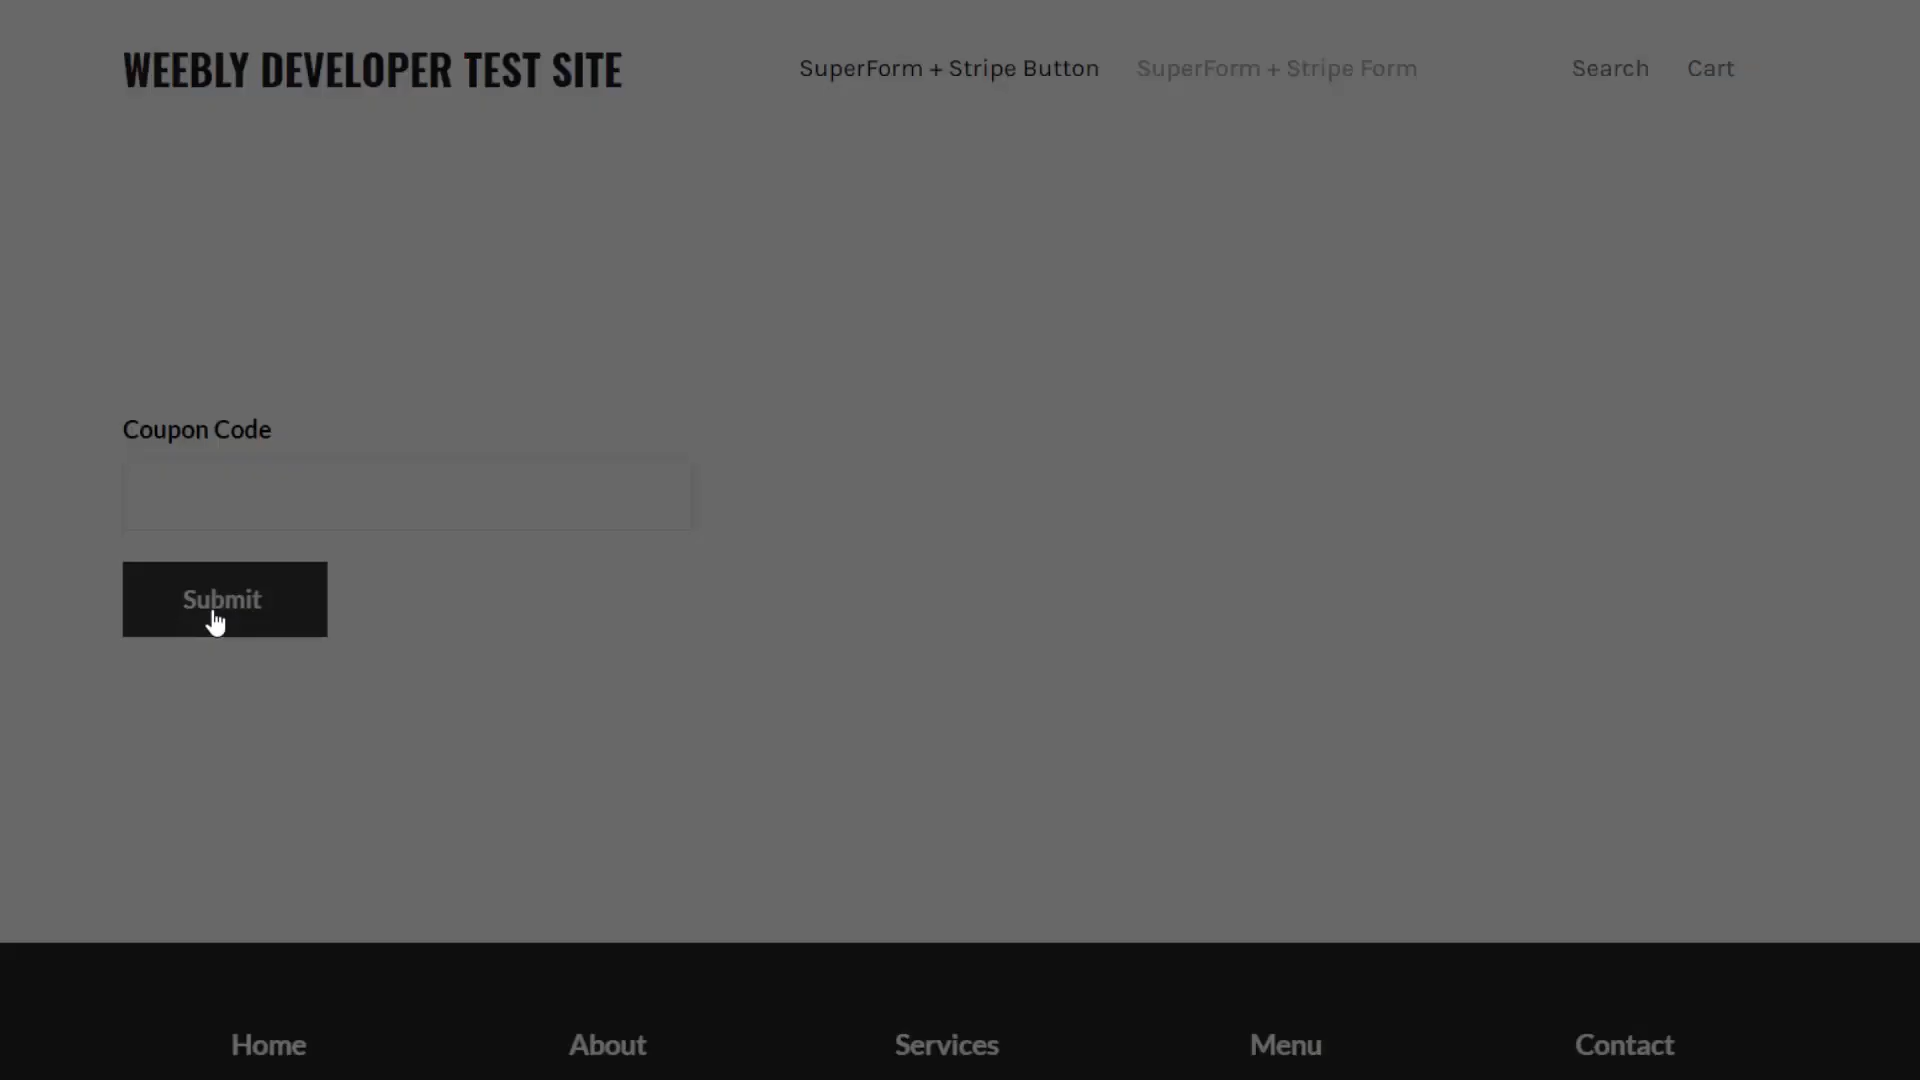 WEEBLY DEVELOPER TEST SITE
SuperForm + Stripe Button
SuperForm + Stripe Form
Search
Cart
Coupon Code
Submit
Home
About
Services
Menu
Contact